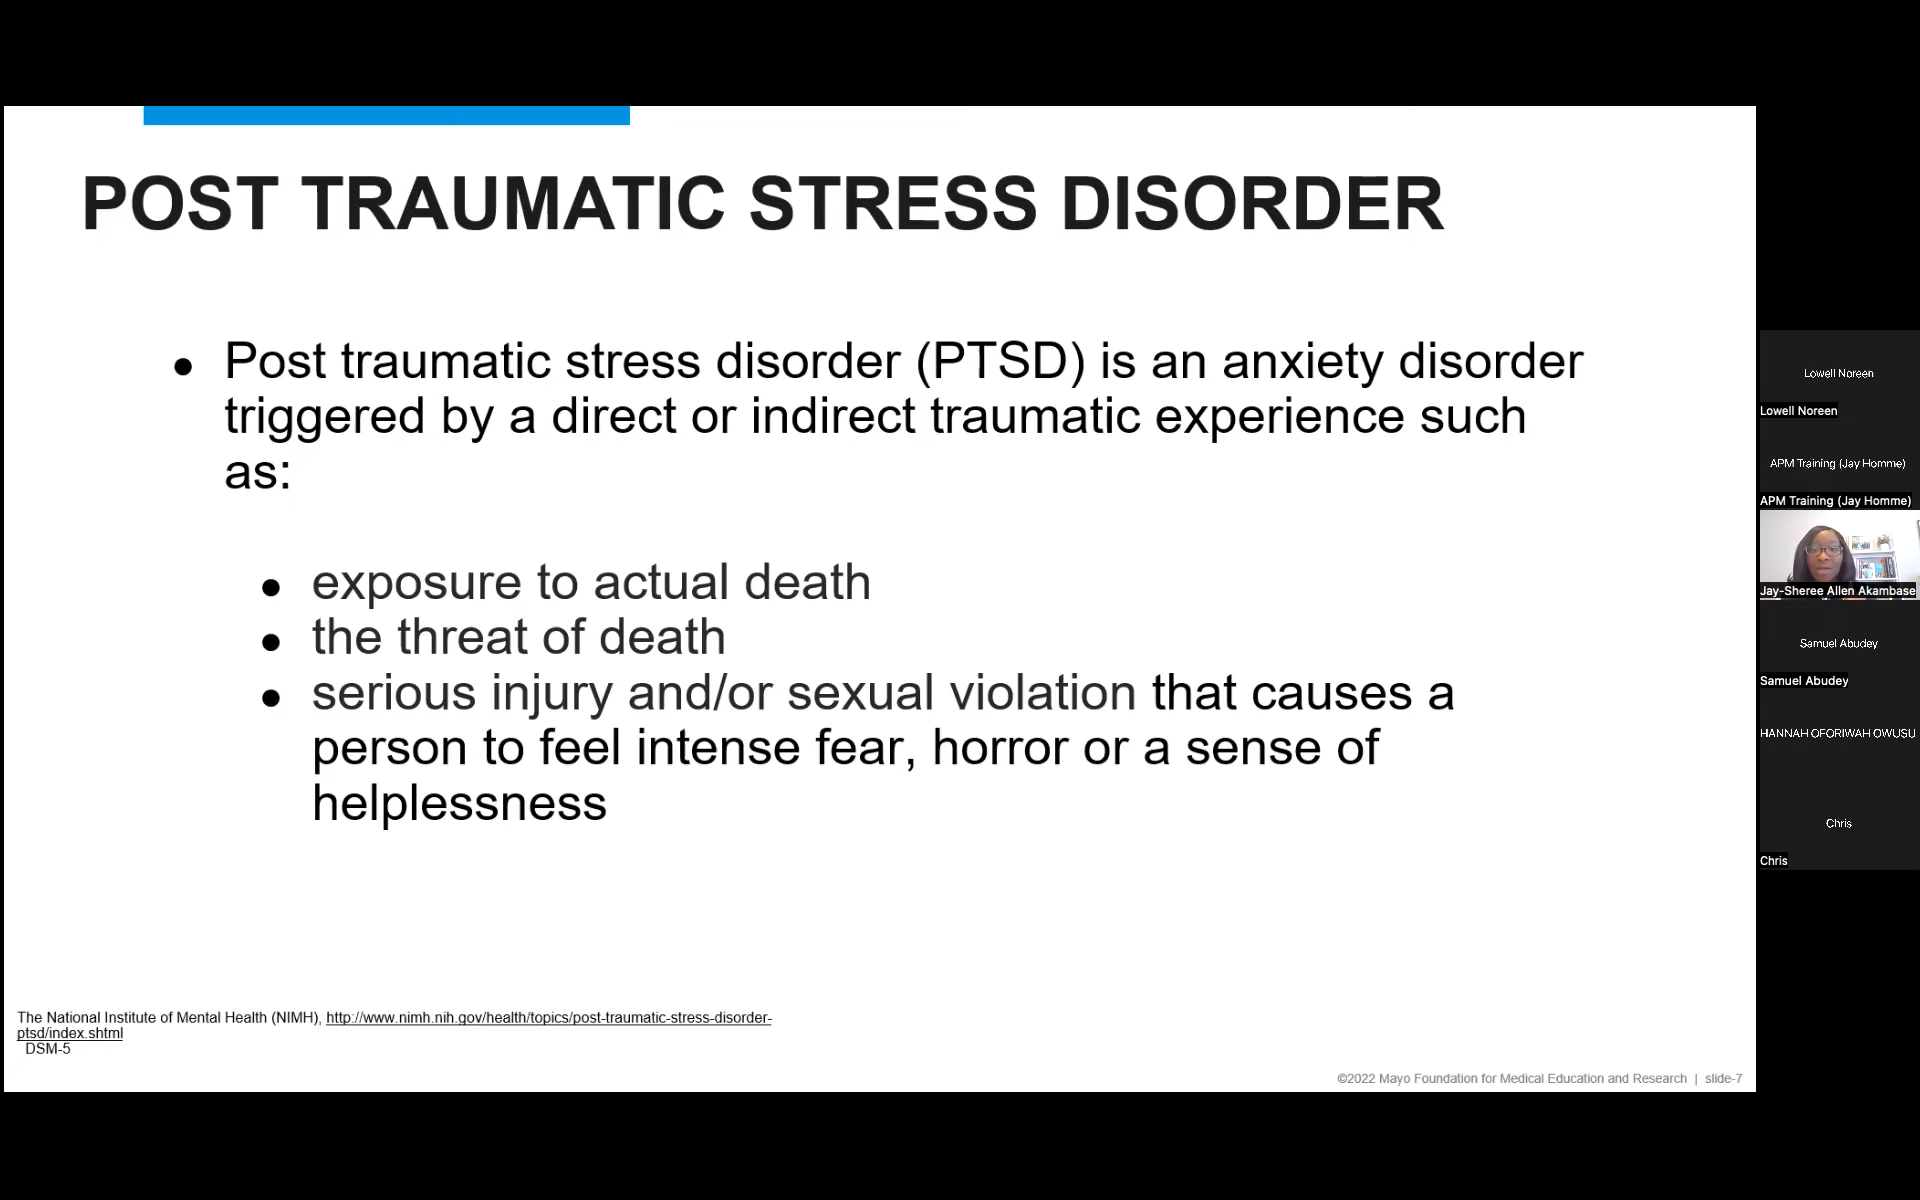 POST TRAUMATIC STRESS DISORDER
● Post traumatic stress disorder (PTSD) is an anxiety disorder
triggered by a direct or indirect traumatic experience such
as:
● exposure to actual death
● the threat of death
● serious injury and/or sexual violation that causes a
person to feel intense fear, horror or a sense of
helplessness
The National Institute of Mental Health (NIMH), http://www.nimh.nih.gov/health/topics/post-traumatic-stress-disorder-
ptsd/index.shtml
DSM-5
©2022 Mayo Foundation for Medical Education and Research | slide-7
Lowell Noreen
Lowell Noreen
APM Training (Jay Homme)
APM Training (Jay Homme)
Jay-Sheree Allen Akambase
Samuel Abudey
Samuel Abudey
HANNAH OFORIWAH OWUSU
Chris
Chris